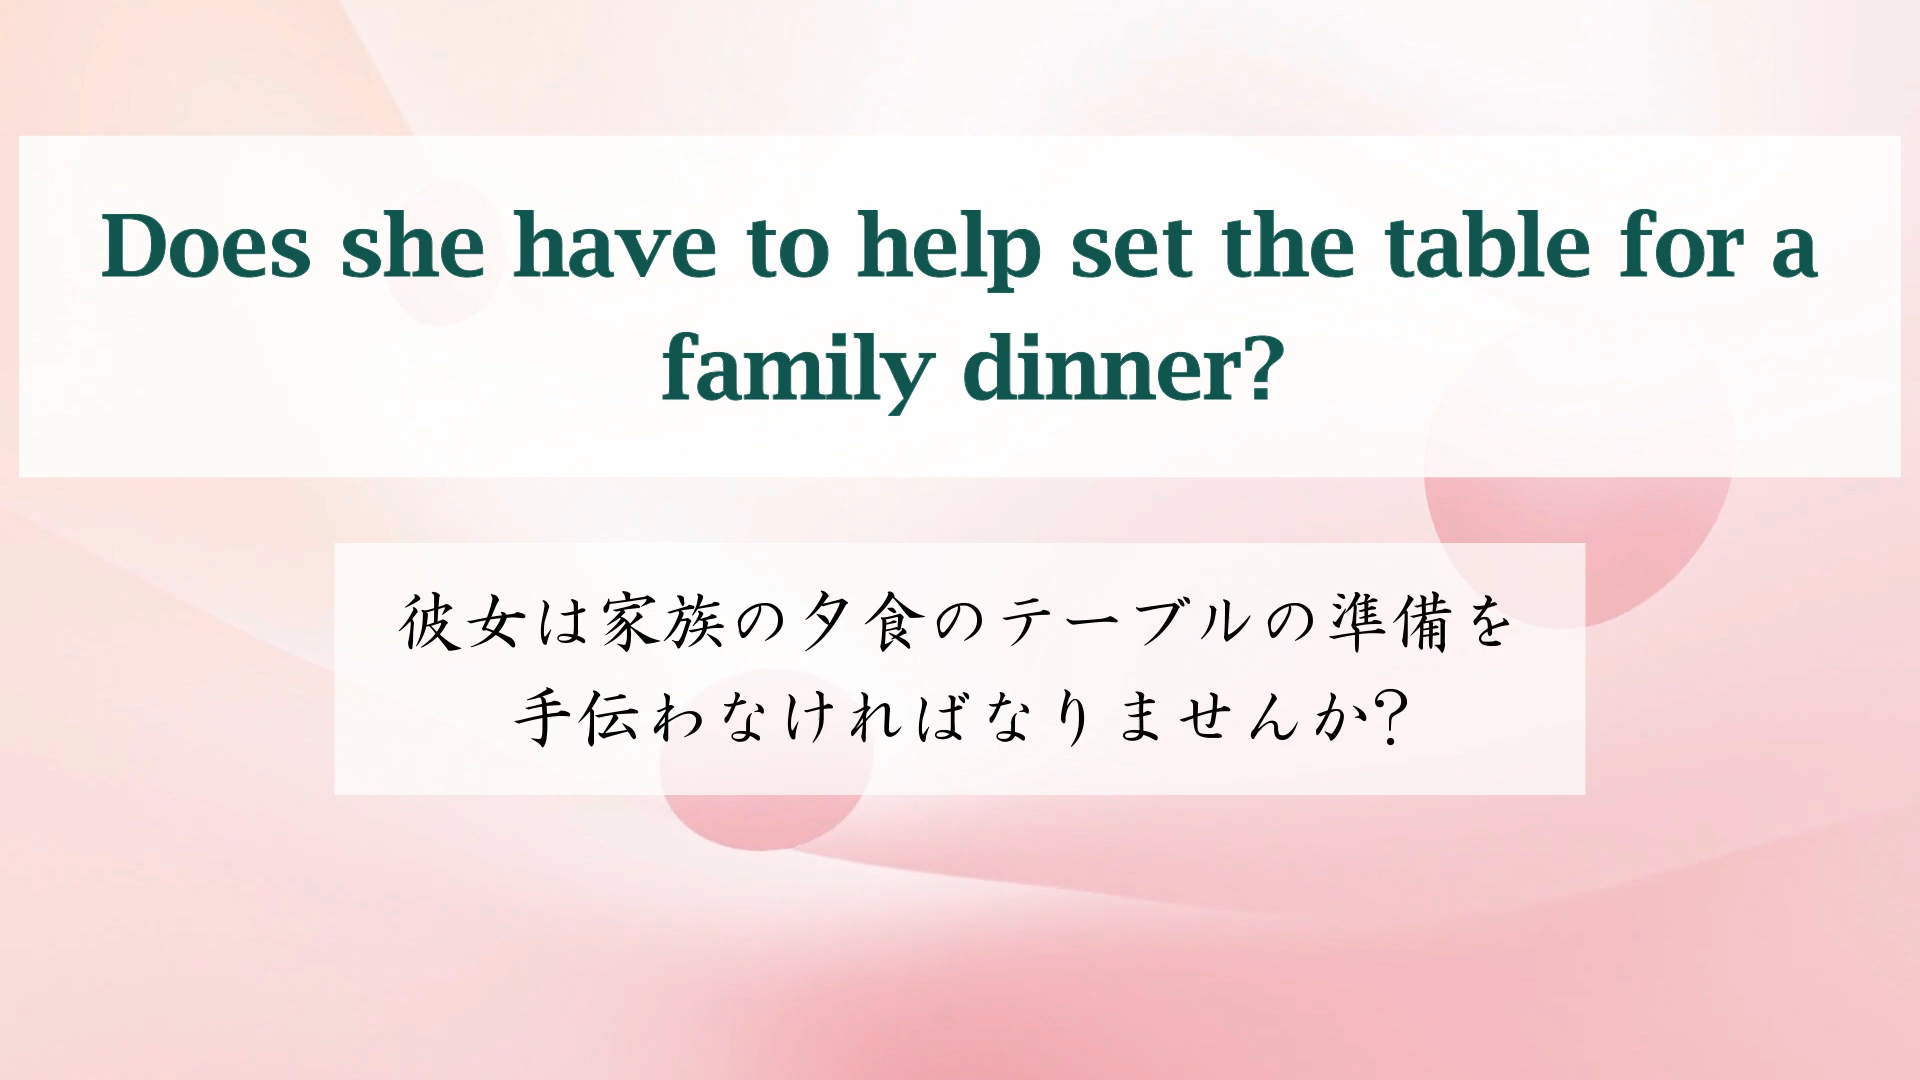 Does she have to help set the table for a
family dinner?
彼女は家族の夕食のテーブルの準備を
手伝わなければなりませんか?